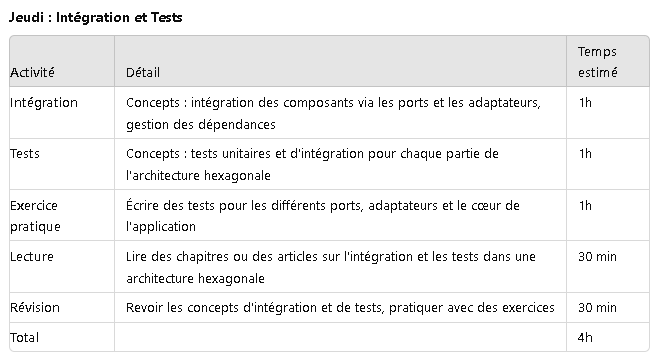 Jeudi : Intégration et Tests
Activité Détail Temps estimé
Intégration Concepts : intégration des composants via les ports et les adaptateurs, 1h
gestion des dépendances
Tests Concepts : tests unitaires et d'intégration pour chaque partie de 1h
l'architecture hexagonale
Exercice Écrire des tests pour les différents ports, adaptateurs et le cœur de 1h
pratique l'application
Lecture Lire des chapitres ou des articles sur l'intégration et les tests dans une 30 min
architecture hexagonale
Révision Revoir les concepts d'intégration et de tests, pratiquer avec des exercices 30 min
Total 4h